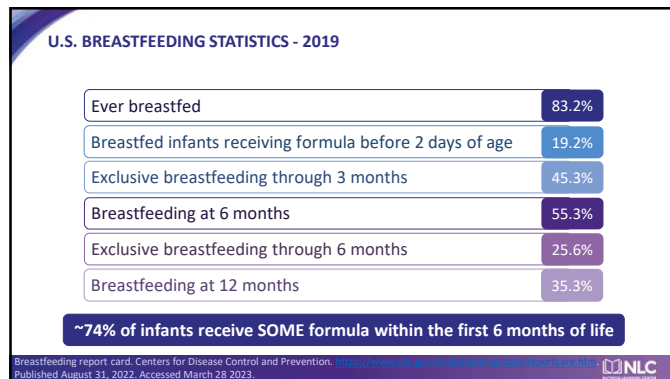 U.S. BREASTFEEDING STATISTICS - 2019
Ever breastfed 83.2%
Breastfed infants receiving formula before 2 days of age 19.2%
Exclusive breastfeeding through 3 months 45.3%
Breastfeeding at 6 months 55.3%
Exclusive breastfeeding through 6 months 25.6%
Breastfeeding at 12 months 35.3%
~74% of infants receive SOME formula within the first 6 months of life
Breastfeeding report card. Centers for Disease Control and Prevention.
Published August 31, 2022. Accessed March 28 2023.
NLC